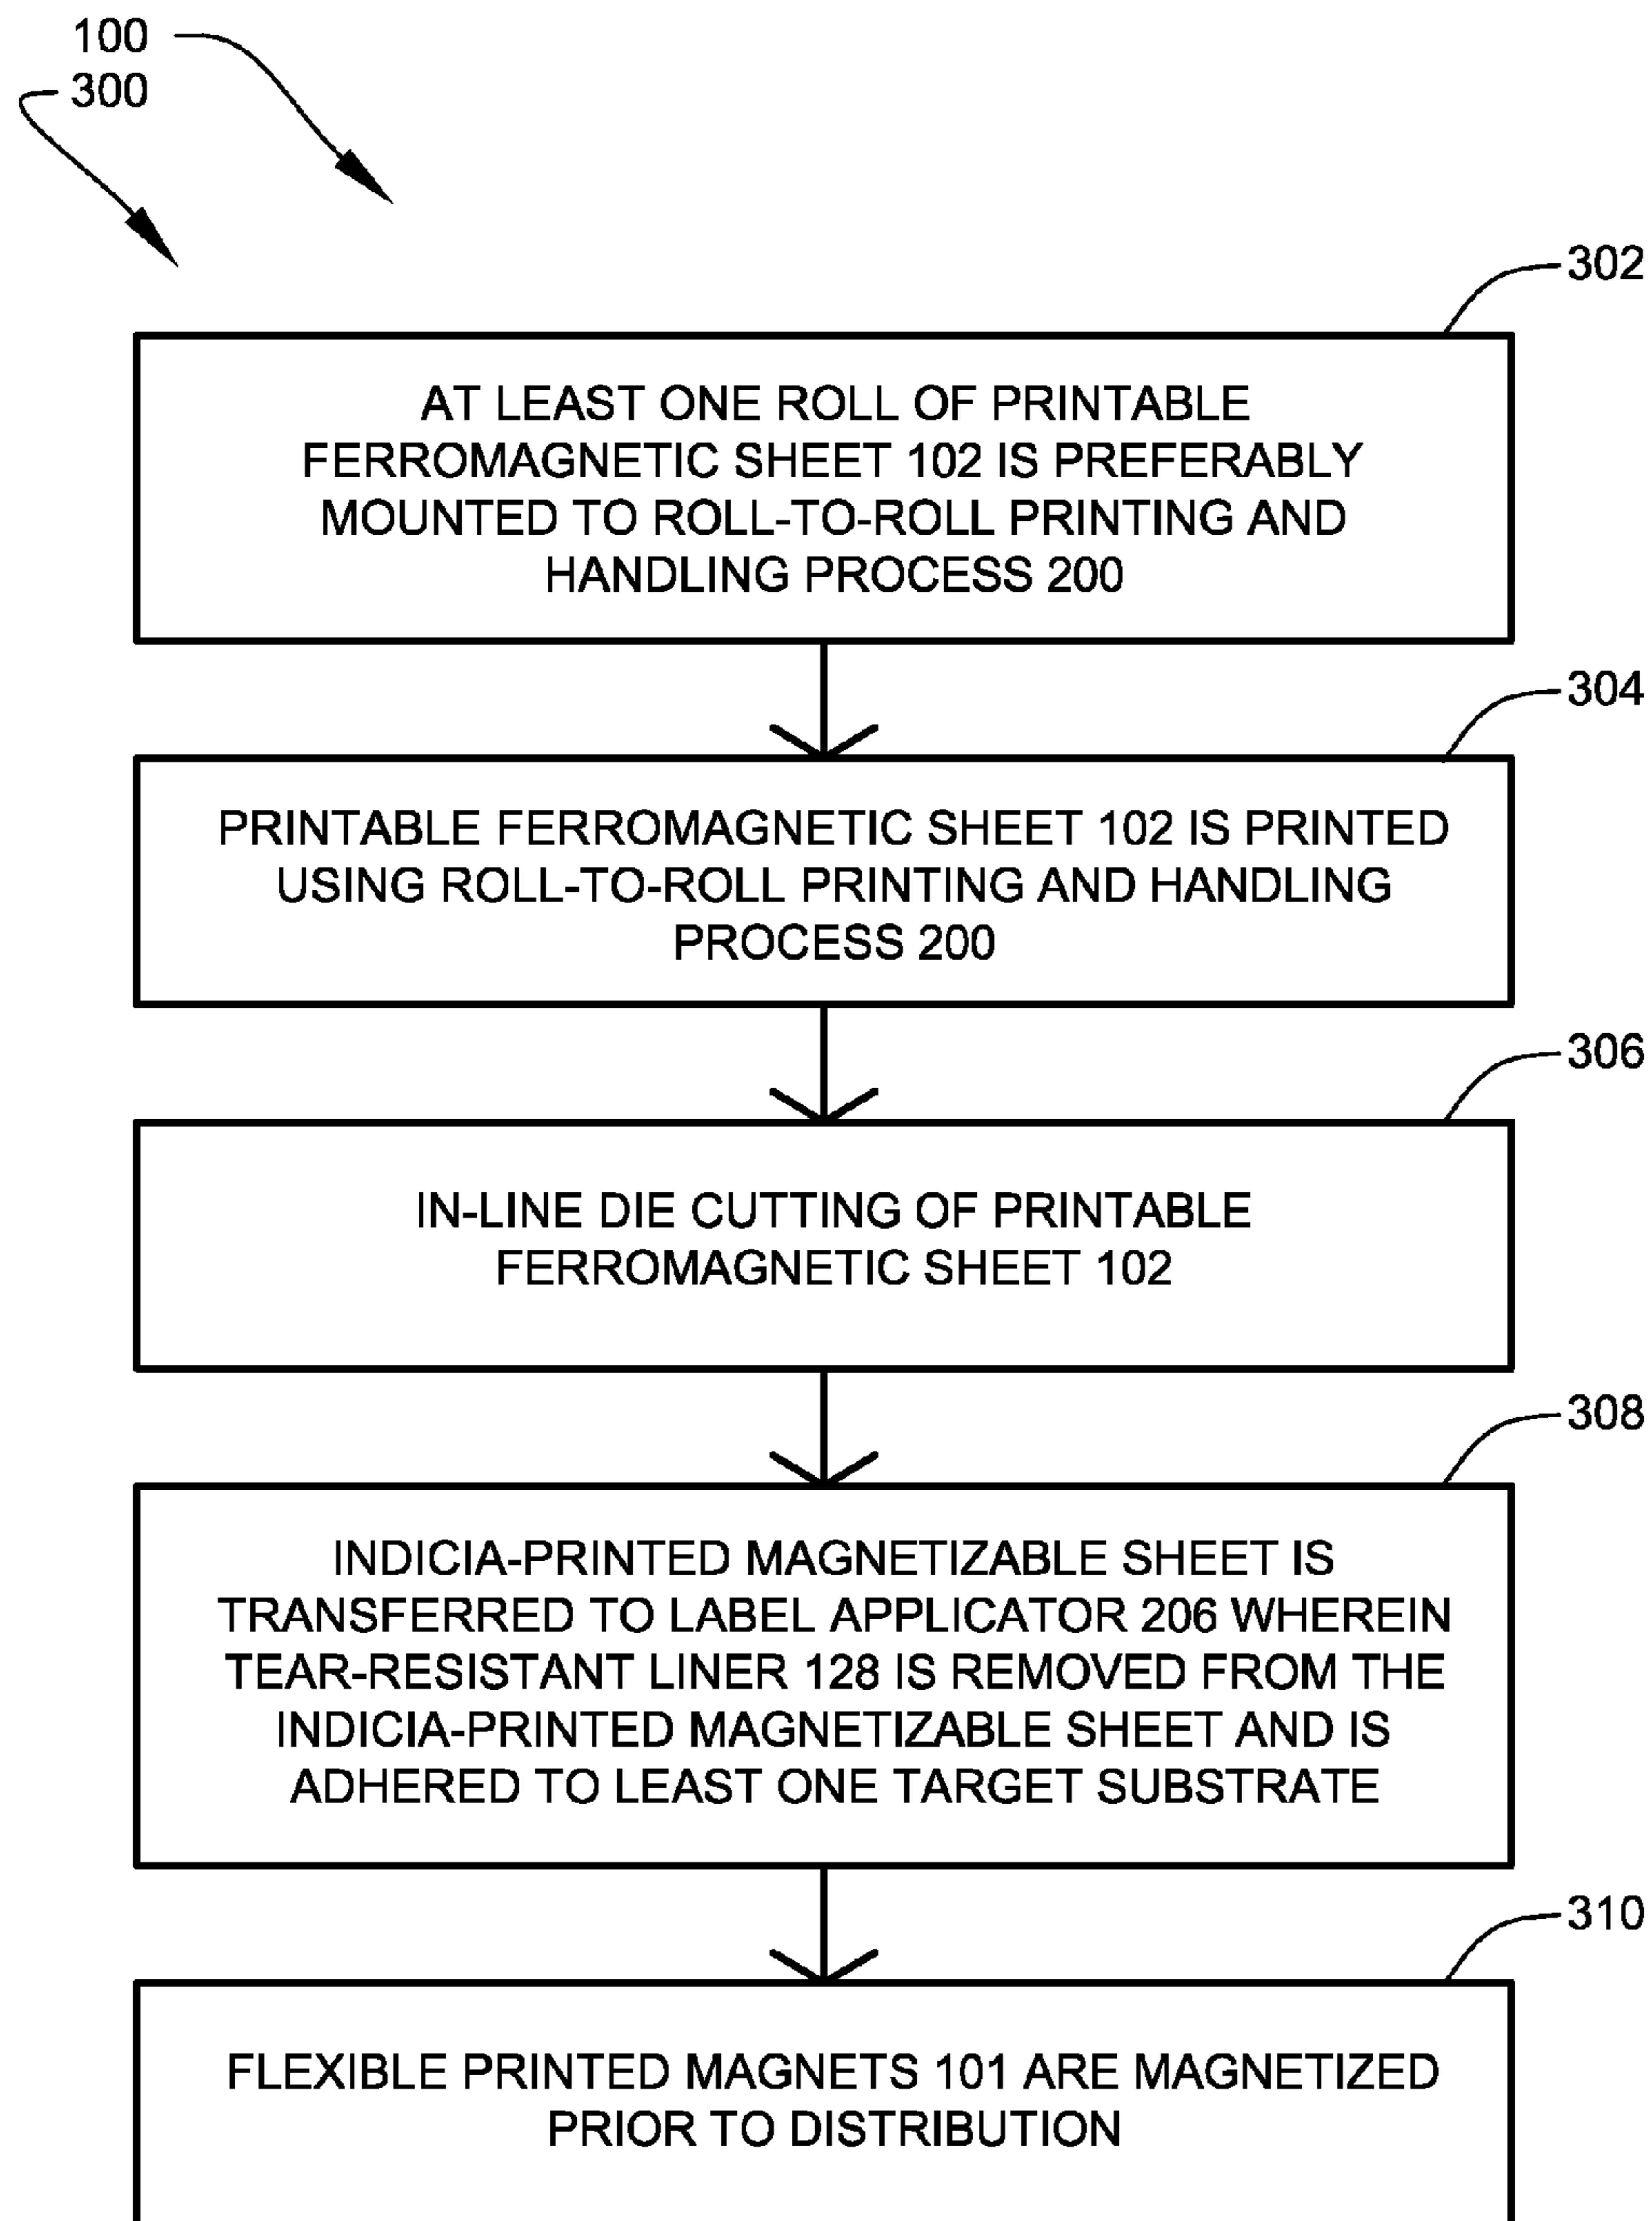 100
300
302
AT LEAST ONE ROLL OF PRINTABLE
FERROMAGNETIC SHEET 102 IS PREFERABLY
MOUNTED TO ROLL-TO-ROLL PRINTING AND
HANDLING PROCESS 200
304
PRINTABLE FERROMAGNETIC SHEET 102 IS PRINTED
USING ROLL-TO-ROLL PRINTING AND HANDLING
PROCESS 200
306
IN-LINE DIE CUTTING OF PRINTABLE
FERROMAGNETIC SHEET 102
308
INDICIA-PRINTED MAGNETIZABLE SHEET IS
TRANSFERRED TO LABEL APPLICATOR 206 WHEREIN
TEAR-RESISTANT LINER 128 IS REMOVED FROM THE
INDICIA-PRINTED MAGNETIZABLE SHEET AND IS
ADHERED TO LEAST ONE TARGET SUBSTRATE
310
FLEXIBLE PRINTED MAGNETS 101 ARE MAGNETIZED
PRIOR TO DISTRIBUTION